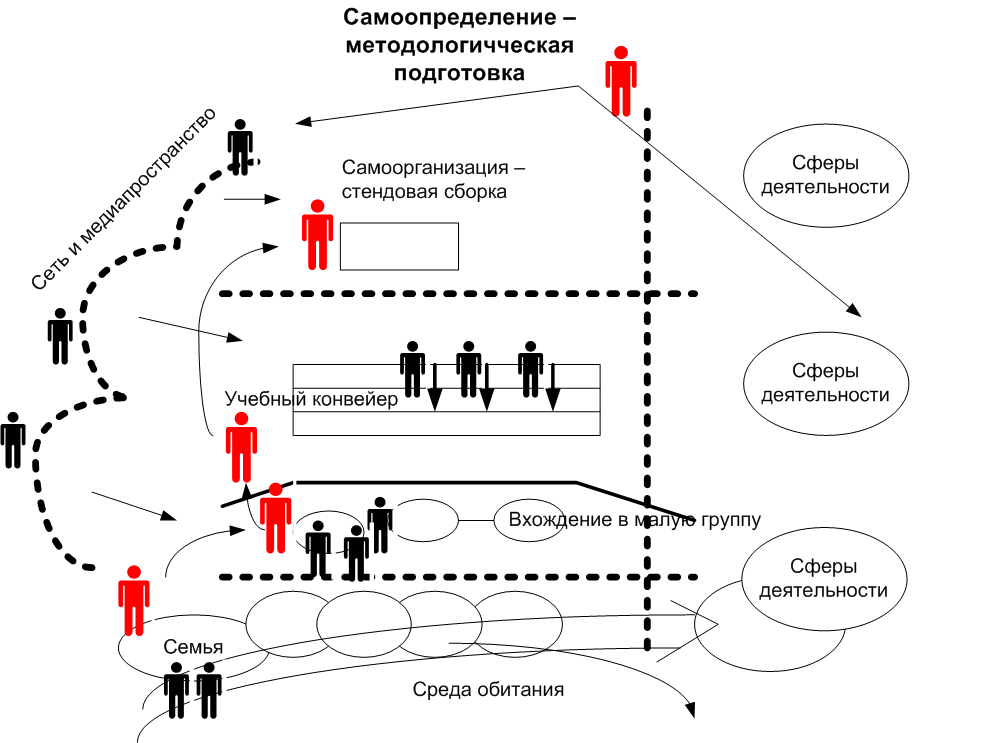 Самоопределение –
методологичческая
подготовка
Сеть и медиапространство
Самоорганизация –
стендовая сборка
Сферы
деятельности
Сферы
деятельности
Учебный конвейер
Вхождение в малую группу
Сферы
деятельности
Семья
Среда обитания